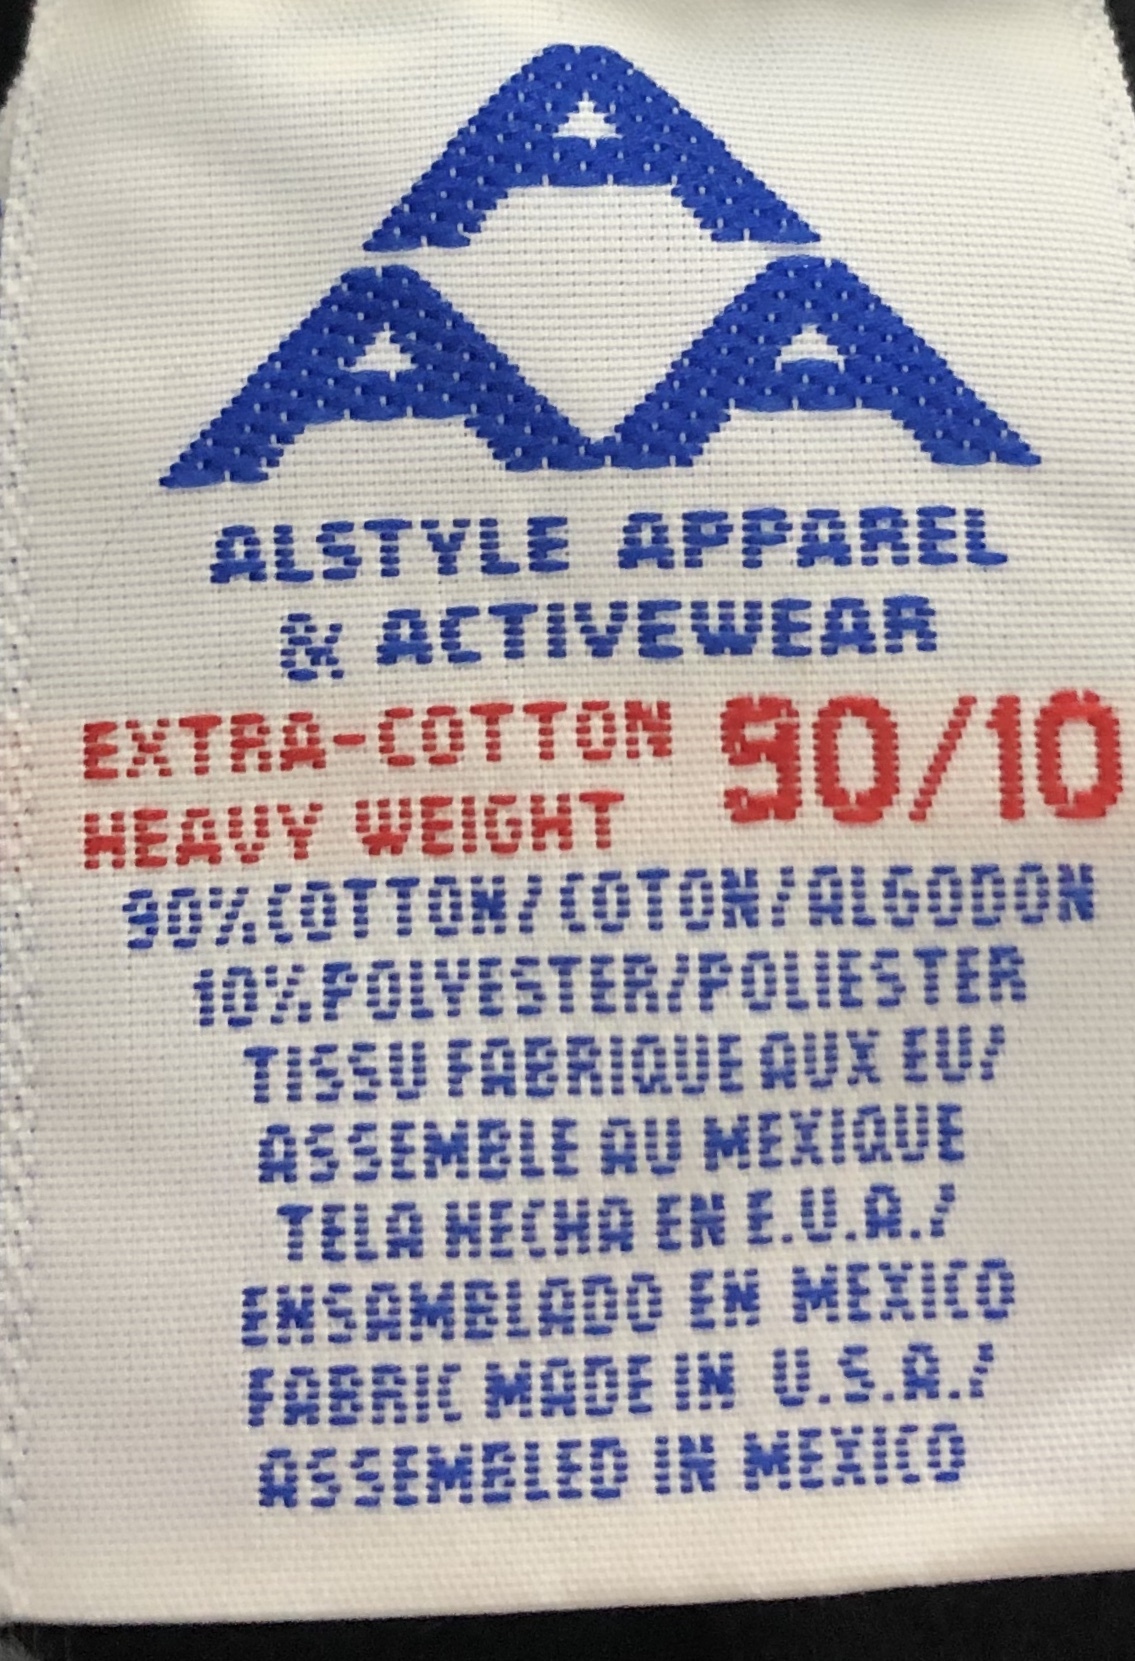 AAA
ALSTYLE APPAREL
& ACTIVEWEAR
EXTRA-COTTON 90/10
HEAVY WEIGHT
90%COTTON/COTON/ALGODON
10%POLYESTER/POLIESTER
TISSU FABRIQUE AUX EU/
ASSEMBLE AU MEXIQUE
TELA HECHA EN E.U.A./
ENSAMBLADO EN MEXICO
FABRIC MADE IN U.S.A./
ASSEMBLED IN MEXICO